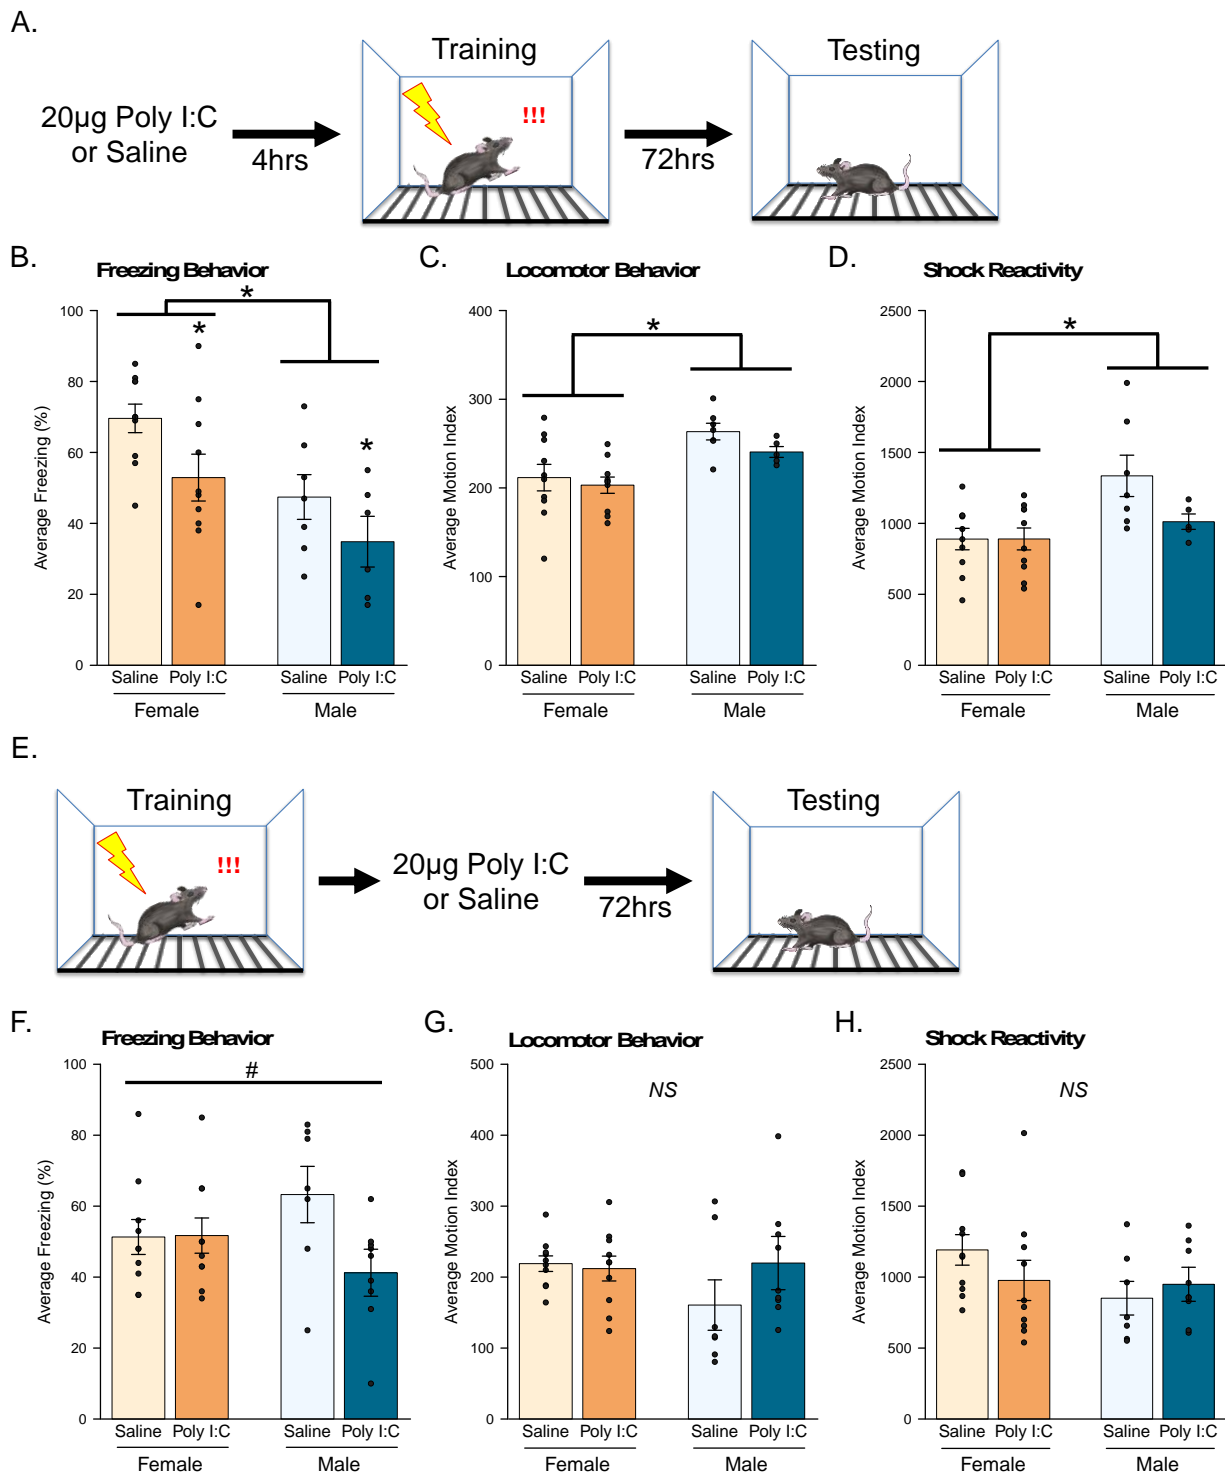 A.
Training
Testing
20µg Poly I:C
or Saline
4hrs
!!!
72hrs
B.
Freezing Behavior
C.
Locomotor Behavior
D.
Shock Reactivity
*
*
*
*
*
Average Freezing (%)
100
80
60
40
20
0
Saline Poly I:C Saline Poly I:C
Female Male
Average Motion Index
400
300
200
100
0
Saline Poly I:C Saline Poly I:C
Female Male
Average Motion Index
2500
2000
1500
1000
500
0
Saline Poly I:C Saline Poly I:C
Female Male
E.
Training
Testing
!!!
20µg Poly I:C
or Saline
72hrs
F.
Freezing Behavior
G.
Locomotor Behavior
H.
Shock Reactivity
#
Average Freezing (%)
100
80
60
40
20
0
Saline Poly I:C Saline Poly I:C
Female Male
NS
Average Motion Index
500
400
300
200
100
0
Saline Poly I:C Saline Poly I:C
Female Male
NS
Average Motion Index
2500
2000
1500
1000
500
0
Saline Poly I:C Saline Poly I:C
Female Male